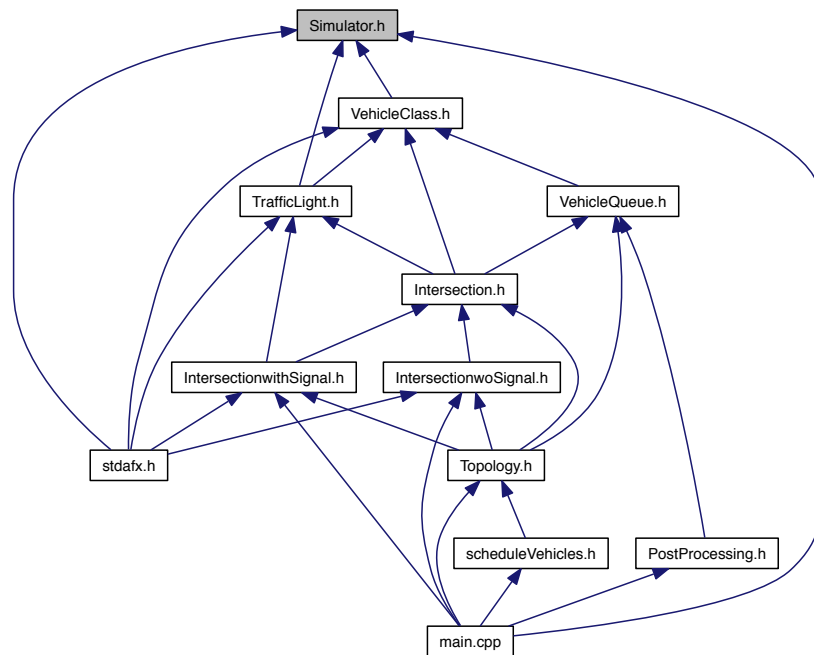 Simulator.h
VehicleClass.h
TrafficLight.h
VehicleQueue.h
Intersection.h
IntersectionwithSignal.h
IntersectionwoSignal.h
stdafx.h
Topology.h
scheduleVehicles.h
PostProcessing.h
main.cpp